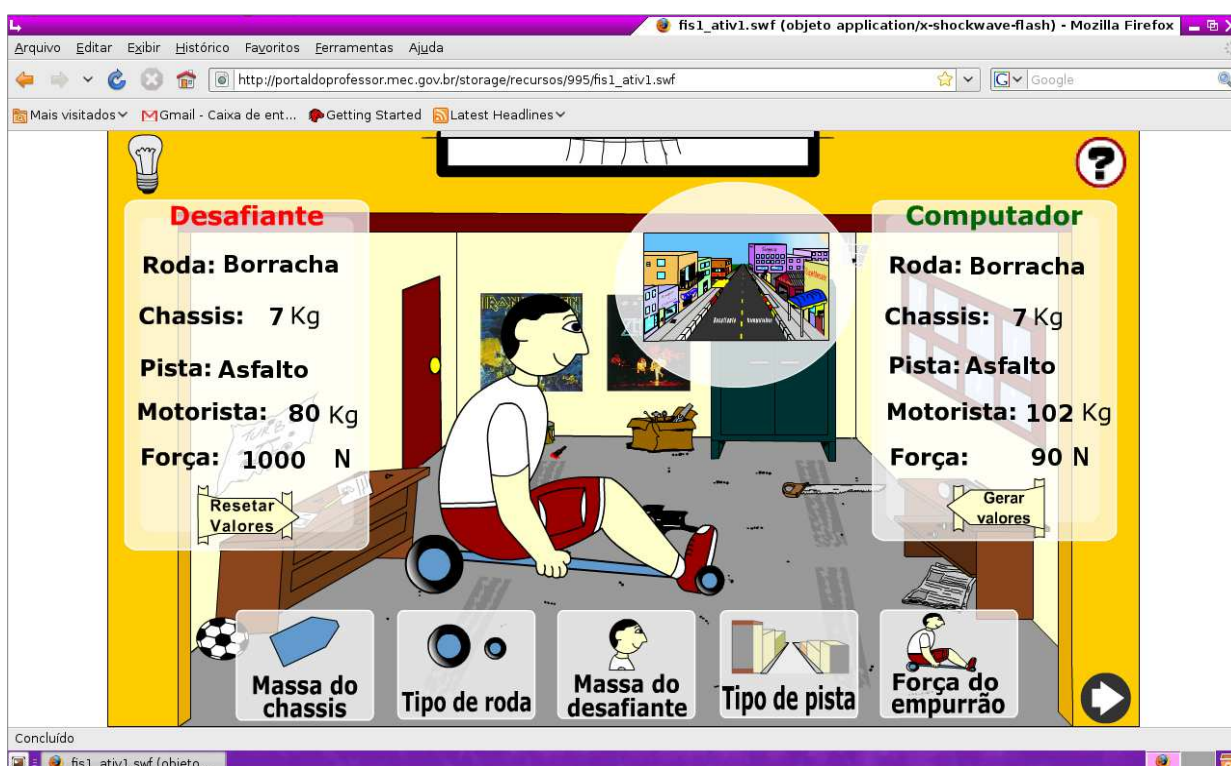 fis1_ativ1.swf (objeto application/x-shockwave-flash) - Mozilla Firefox
Arquivo Editar Exibir Histórico Favoritos Ferramentas Ajuda
http://portaldoprofessor.mec.gov.br/storage/recursos/995/fis1_ativ1.swf
Google
Mais visitados Gmail - Caixa de ent... Getting Started Latest Headlines
?
Desafiante
Roda: Borracha
Chassis: 7 Kg
Pista: Asfalto
Motorista: 80 Kg
Força: 1000 N
Resetar
Valores
Computador
Roda: Borracha
Chassis: 7 Kg
Pista: Asfalto
Motorista: 102 Kg
Força: 90 N
Gerar
valores
Massa do
chassis
Tipo de roda
Massa do
desafiante
Tipo de pista
Força do
empurrão
Concluído
fis1_ativ1.swf (objeto